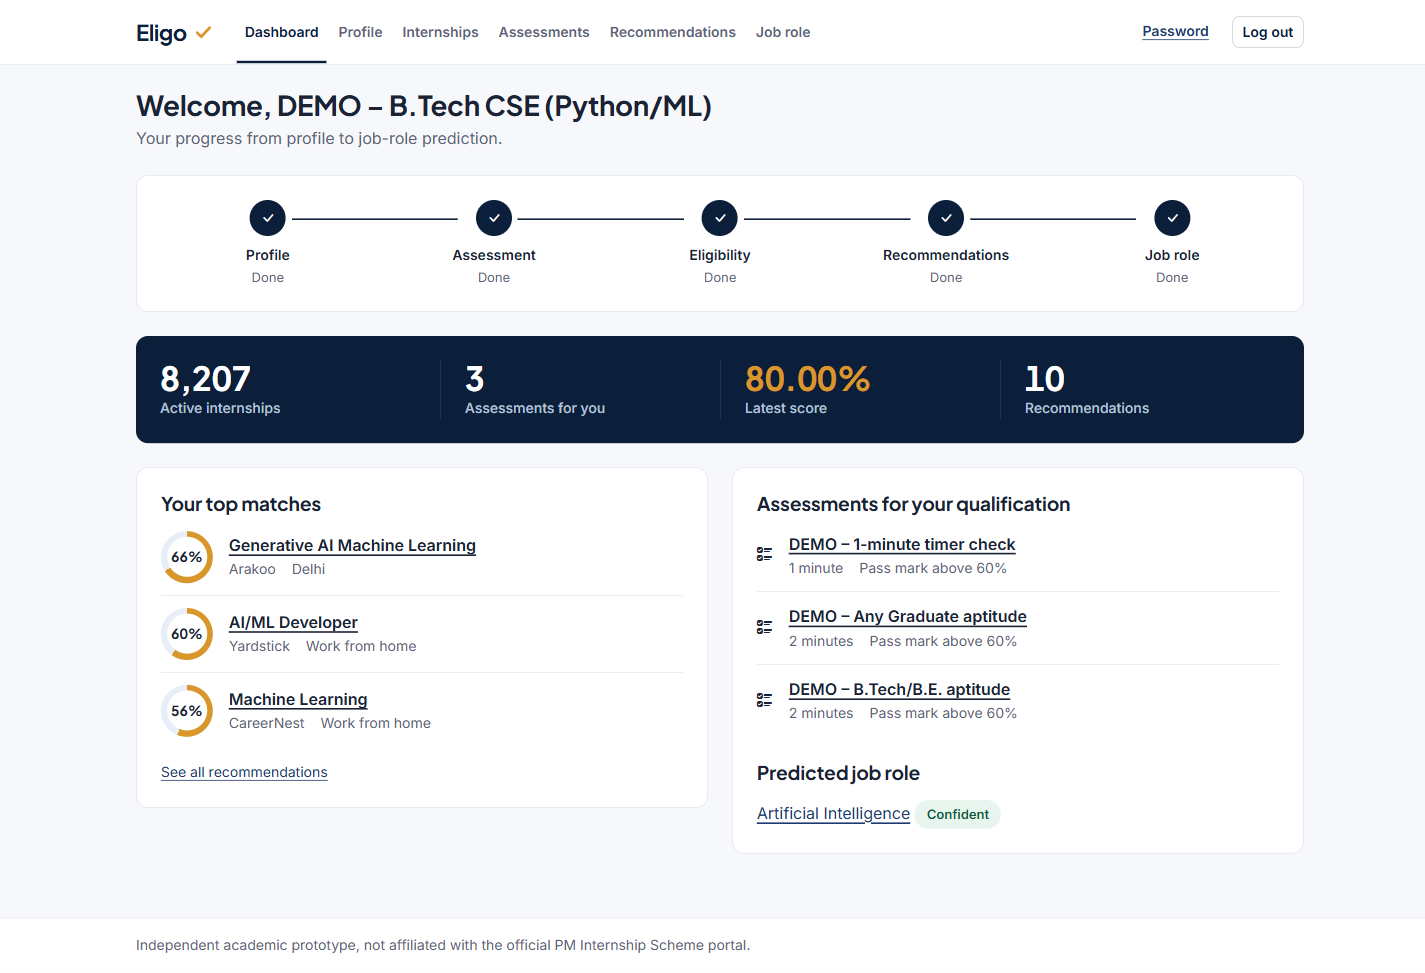 Eligo
Dashboard
Profile
Internships
Assessments
Recommendations
Job role
Password
Log out
Welcome, DEMO – B.Tech CSE (Python/ML)
Your progress from profile to job-role prediction.
Profile
Done
Assessment
Done
Eligibility
Done
Recommendations
Done
Job role
Done
8,207
Active internships
3
Assessments for you
80.00%
Latest score
10
Recommendations
Your top matches
66%
Generative AI Machine Learning
Arakoo Delhi
60%
AI/ML Developer
Yardstick Work from home
56%
Machine Learning
CareerNest Work from home
See all recommendations
Assessments for your qualification
DEMO – 1-minute timer check
1 minute Pass mark above 60%
DEMO – Any Graduate aptitude
2 minutes Pass mark above 60%
DEMO – B.Tech/B.E. aptitude
2 minutes Pass mark above 60%
Predicted job role
Artificial Intelligence Confident
Independent academic prototype, not affiliated with the official PM Internship Scheme portal.